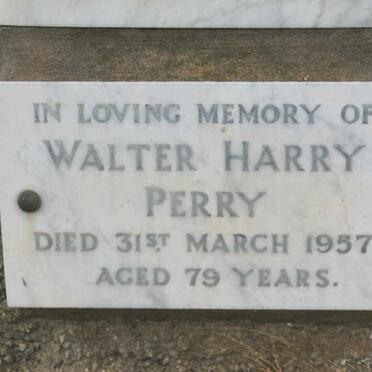 IN LOVING MEMORY OF
WALTER HARRY
PERRY
DIED 31ST MARCH 1957
AGED 79 YEARS.